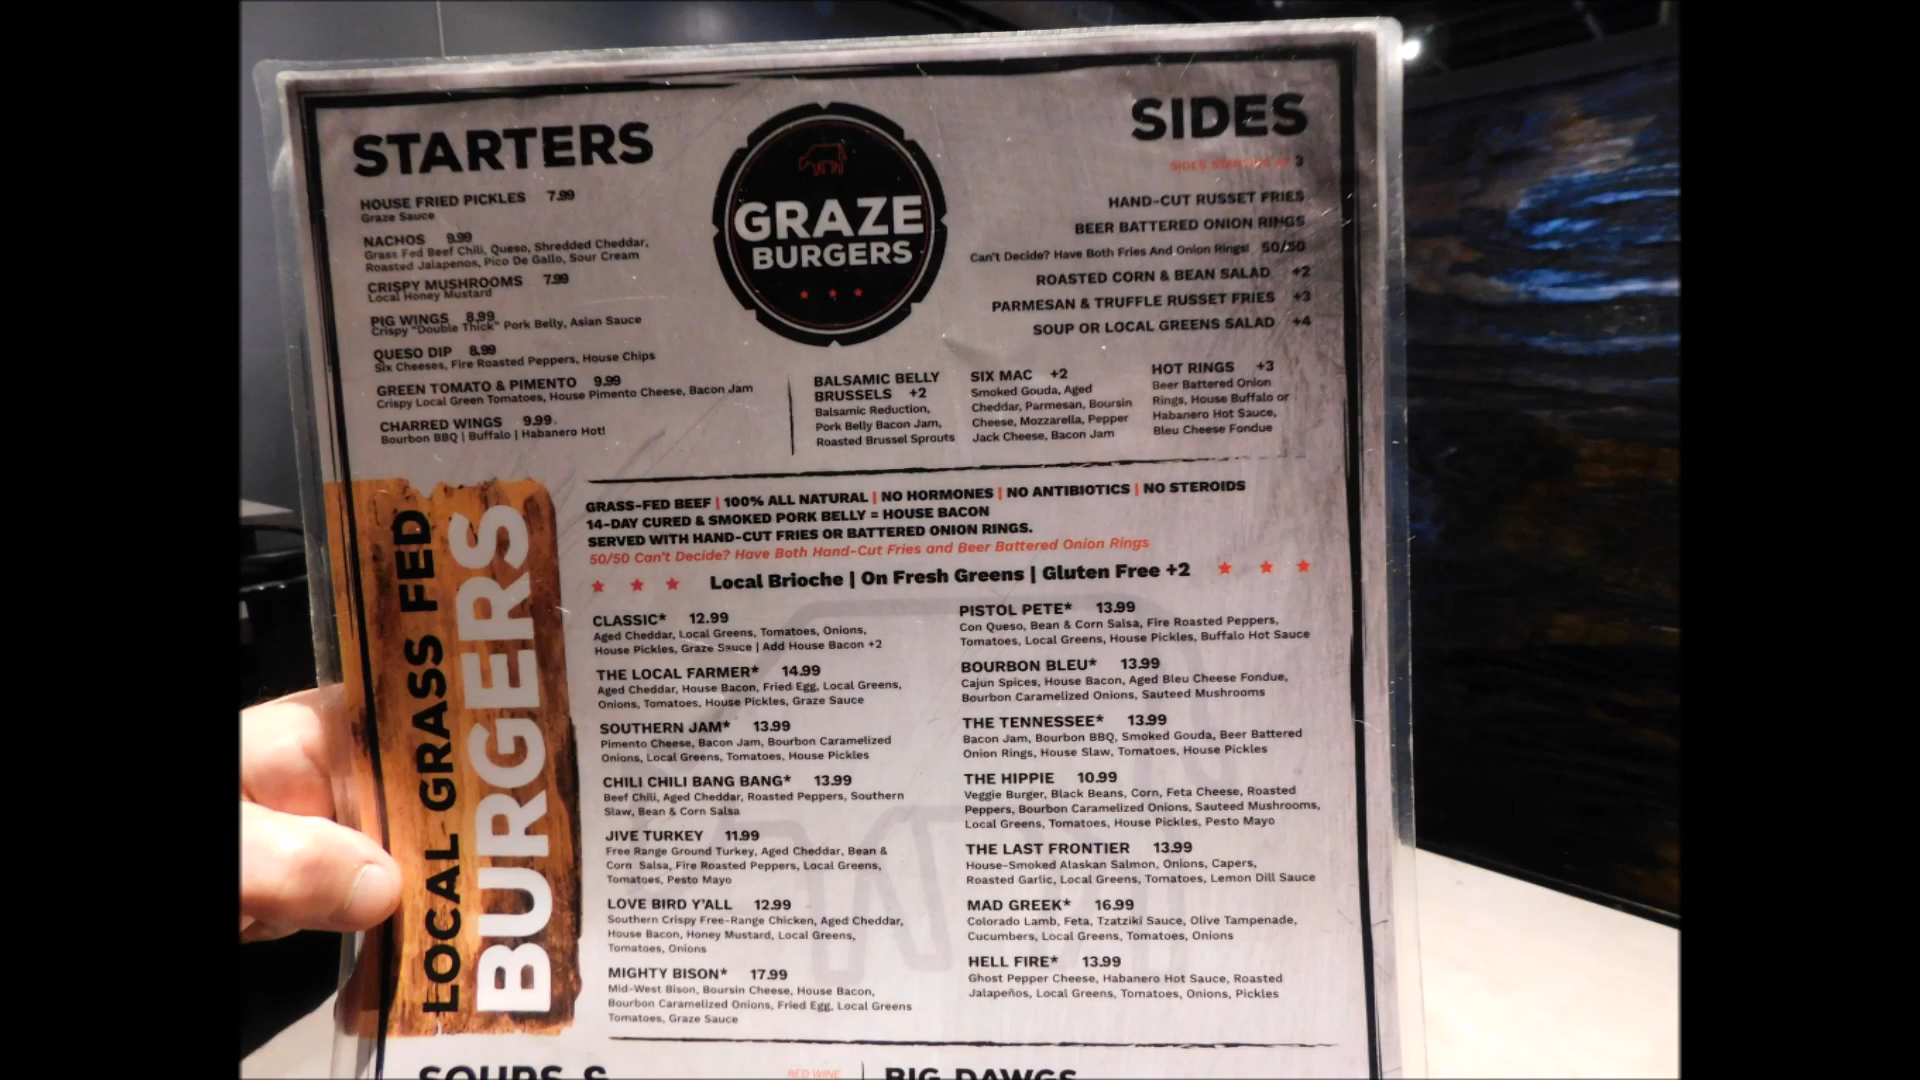 STARTERS
HOUSE FRIED PICKLES 7.99
Graze Sauce
NACHOS 9.99
Grass Fed Beef Chili, Queso, Shredded Cheddar,
Roasted Jalapenos, Pico De Gallo, Sour Cream
CRISPY MUSHROOMS 7.99
Local Honey Mustard
PIG WINGS 8.99
Crispy "Double Thick" Pork Belly, Asian Sauce
QUESO DIP 8.99
Six Cheeses, Fire Roasted Peppers, House Chips
GREEN TOMATO & PIMENTO 9.99
Crispy Local Green Tomatoes, House Pimento Cheese, Bacon Jam
CHARRED WINGS 9.99
Bourbon BBQ | Buffalo | Habanero Hot!
GRAZE
BURGERS
SIDES
SIDES STARTING AT 3
HAND-CUT RUSSET FRIES
BEER BATTERED ONION RINGS
Can't Decide? Have Both Fries And Onion Rings! 50/50
ROASTED CORN & BEAN SALAD +2
PARMESAN & TRUFFLE RUSSET FRIES +3
SOUP OR LOCAL GREENS SALAD +4
BALSAMIC BELLY
BRUSSELS +2
Balsamic Reduction,
Pork Belly Bacon Jam,
Roasted Brussel Sprouts
SIX MAC +2
Smoked Gouda, Aged
Cheddar, Parmesan, Boursin
Cheese, Mozzarella, Pepper
Jack Cheese, Bacon Jam
HOT RINGS +3
Beer Battered Onion
Rings, House Buffalo or
Habanero Hot Sauce,
Bleu Cheese Fondue
LOCAL GRASS FED
BURGERS
GRASS-FED BEEF | 100% ALL NATURAL | NO HORMONES | NO ANTIBIOTICS | NO STEROIDS
14-DAY CURED & SMOKED PORK BELLY = HOUSE BACON
SERVED WITH HAND-CUT FRIES OR BATTERED ONION RINGS.
50/50 Can't Decide? Have Both Hand-Cut Fries and Beer Battered Onion Rings
Local Brioche | On Fresh Greens | Gluten Free +2
CLASSIC* 12.99
Aged Cheddar, Local Greens, Tomatoes, Onions,
House Pickles, Graze Sauce | Add House Bacon +2
THE LOCAL FARMER* 14.99
Aged Cheddar, House Bacon, Fried Egg, Local Greens,
Onions, Tomatoes, House Pickles, Graze Sauce
SOUTHERN JAM* 13.99
Pimento Cheese, Bacon Jam, Bourbon Caramelized
Onions, Local Greens, Tomatoes, House Pickles
CHILI CHILI BANG BANG* 13.99
Beef Chili, Aged Cheddar, Roasted Peppers, Southern
Slaw, Bean & Corn Salsa
JIVE TURKEY 11.99
Free Range Ground Turkey, Aged Cheddar, Bean &
Corn Salsa, Fire Roasted Peppers, Local Greens,
Tomatoes, Pesto Mayo
LOVE BIRD Y'ALL 12.99
Southern Crispy Free-Range Chicken, Aged Cheddar,
House Bacon, Honey Mustard, Local Greens,
Tomatoes, Onions
MIGHTY BISON* 17.99
Mid-West Bison, Boursin Cheese, House Bacon,
Bourbon Caramelized Onions, Fried Egg, Local Greens
Tomatoes, Graze Sauce
PISTOL PETE* 13.99
Con Queso, Bean & Corn Salsa, Fire Roasted Peppers,
Tomatoes, Local Greens, House Pickles, Buffalo Hot Sauce
BOURBON BLEU* 13.99
Cajun Spices, House Bacon, Aged Bleu Cheese Fondue,
Bourbon Caramelized Onions, Sauteed Mushrooms
THE TENNESSEE* 13.99
Bacon Jam, Bourbon BBQ, Smoked Gouda, Beer Battered
Onion Rings, House Slaw, Tomatoes, House Pickles
THE HIPPIE 10.99
Veggie Burger, Black Beans, Corn, Feta Cheese, Roasted
Peppers, Bourbon Caramelized Onions, Sauteed Mushrooms,
Local Greens, Tomatoes, House Pickles, Pesto Mayo
THE LAST FRONTIER 13.99
House-Smoked Alaskan Salmon, Onions, Capers,
Roasted Garlic, Local Greens, Tomatoes, Lemon Dill Sauce
MAD GREEK* 16.99
Colorado Lamb, Feta, Tzatziki Sauce, Olive Tampenade,
Cucumbers, Local Greens, Tomatoes, Onions
HELL FIRE* 13.99
Ghost Pepper Cheese, Habanero Hot Sauce, Roasted
Jalapeños, Local Greens, Tomatoes, Onions, Pickles
SOUPS &
RED WINE
BIG DAWGS